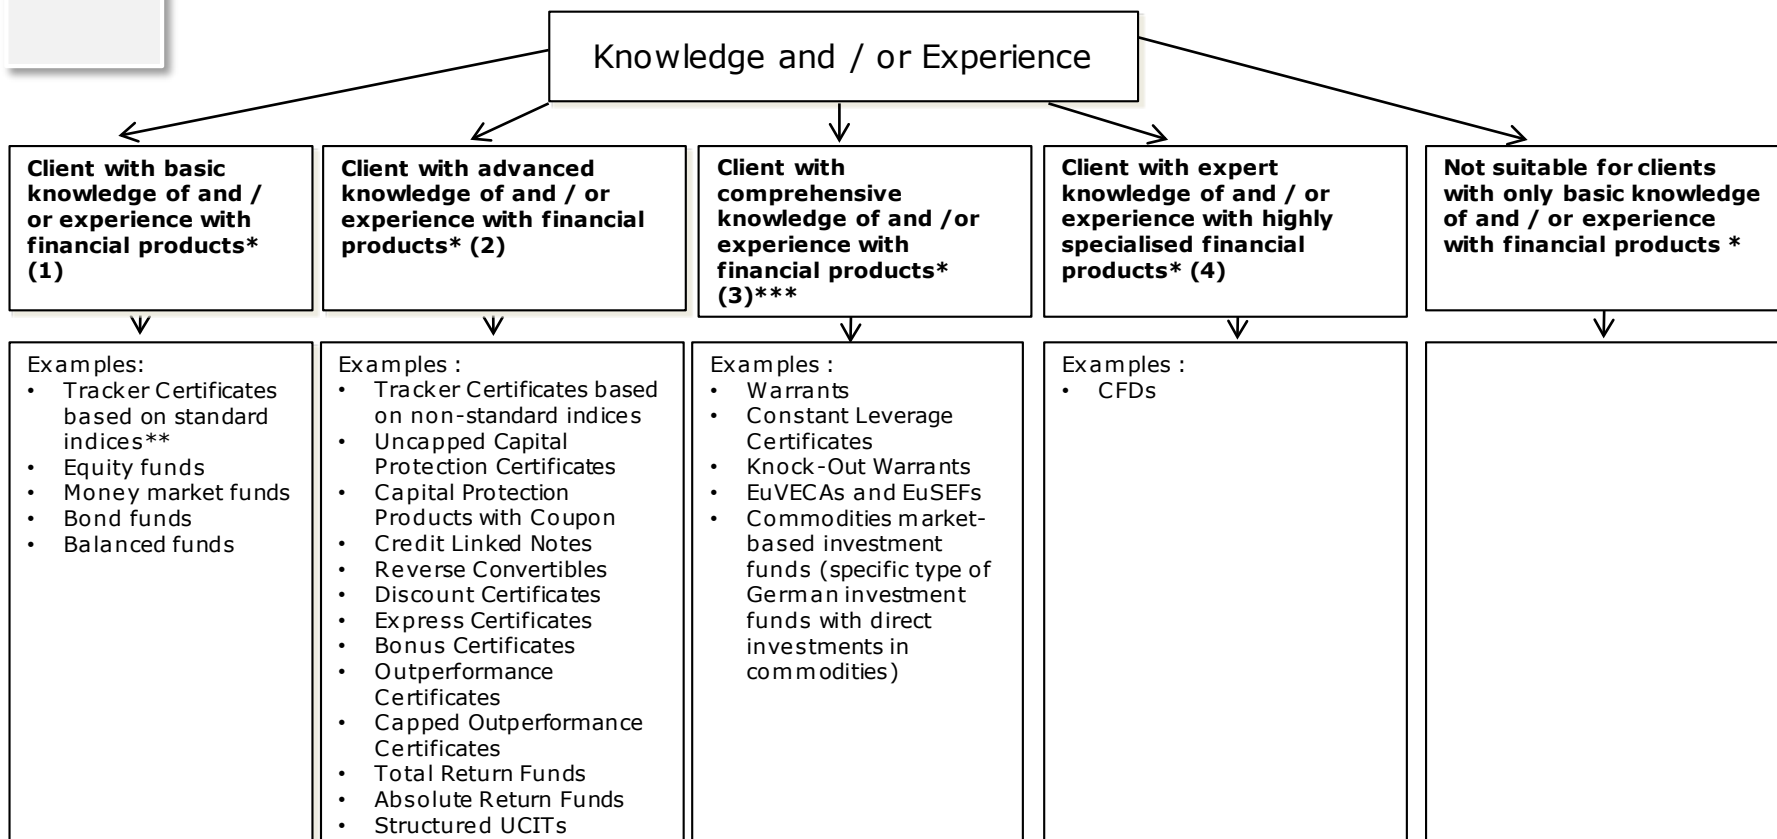 Knowledge and / or Experience
Client with basic
knowledge of and /
or experience with
financial products*
(1)
Client with advanced
knowledge of and / or
experience with financial
products* (2)
Client with
comprehensive
knowledge of and /or
experience with
financial products*
(3)***
Client with expert
knowledge of and / or
experience with highly
specialised financial
products* (4)
Not suitable for clients
with only basic knowledge
of and / or experience
with financial products *
Examples:
• Tracker Certificates
based on standard
indices**
• Equity funds
• Money market funds
• Bond funds
• Balanced funds
Examples :
• Tracker Certificates based
on non-standard indices
• Uncapped Capital
Protection Certificates
• Capital Protection
Products with Coupon
• Credit Linked Notes
• Reverse Convertibles
• Discount Certificates
• Express Certificates
• Bonus Certificates
• Outperformance
Certificates
• Capped Outperformance
Certificates
• Total Return Funds
• Absolute Return Funds
• Structured UCITs
Examples :
• Warrants
• Constant Leverage
Certificates
• Knock-Out Warrants
• EuVECAs and EuSEFs
• Commodities market-
based investment
funds (specific type of
German investment
funds with direct
investments in
commodities)
Examples :
• CFDs